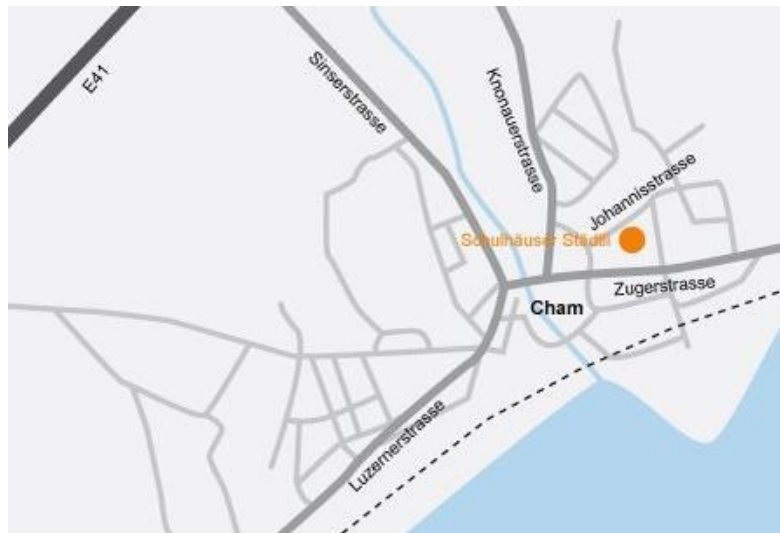 E41
Sinserstrasse
Knonauerstrasse
Johannisstrasse
Schulhäuser Städtli
Zugerstrasse
Cham
Luzernerstrasse